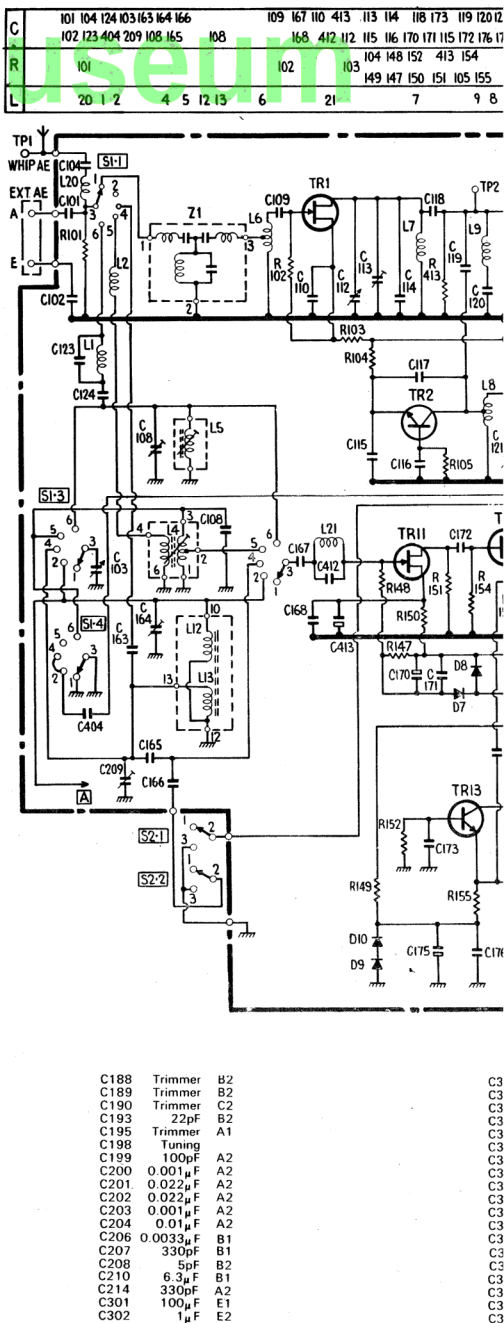 C 101 104 124 103 163 164 166 109 167 110 413 113 114 118 173 119 120 12
102 123 404 209 108 165 108 168 412 112 115 116 170 171 115 172 176 17
R 101 102 103 104 148 152 413 154
149 147 150 151 105 155
L 20 1 2 4 5 12 13 6 21 7 9 8
useum
TP1
WHIP AE
C104
S1·1
L20
EXT AE
C101
A
R101
E
C102
L2
Z1
L6
C109
TR1
R102
C110
C112
C113
C114
L7
C118
R413
TP2
C119
L9
C120
R103
R104
C117
TR2
L8
C121
C115
C116
R105
C123
L1
C124
C108
L5
S1·3
C103
L4
C108
L21
C167
C412
TR11
C172
R148
R151
R154
R150
C168
C413
S1·4
C163
C164
L12
L13
R147
C170
C171
D8
D7
C404
C165
C209
C166
A
S2·1
S2·2
TR13
R152
C173
R149
R155
D10
D9
C175
C176
C188 Trimmer B2
C189 Trimmer B2
C190 Trimmer C2
C193 22pF B2
C195 Trimmer A1
C198 Tuning
C199 100pF A2
C200 0.001µF A2
C201. 0.022µF A2
C202 0.022µF A2
C203 0.001µF A2
C204 0.01µF A2
C206 0.0033µF B1
C207 330pF B1
C208 5pF B2
C210 6.3µF B1
C214 330pF A2
C301 100µF E1
C302 1µF E2